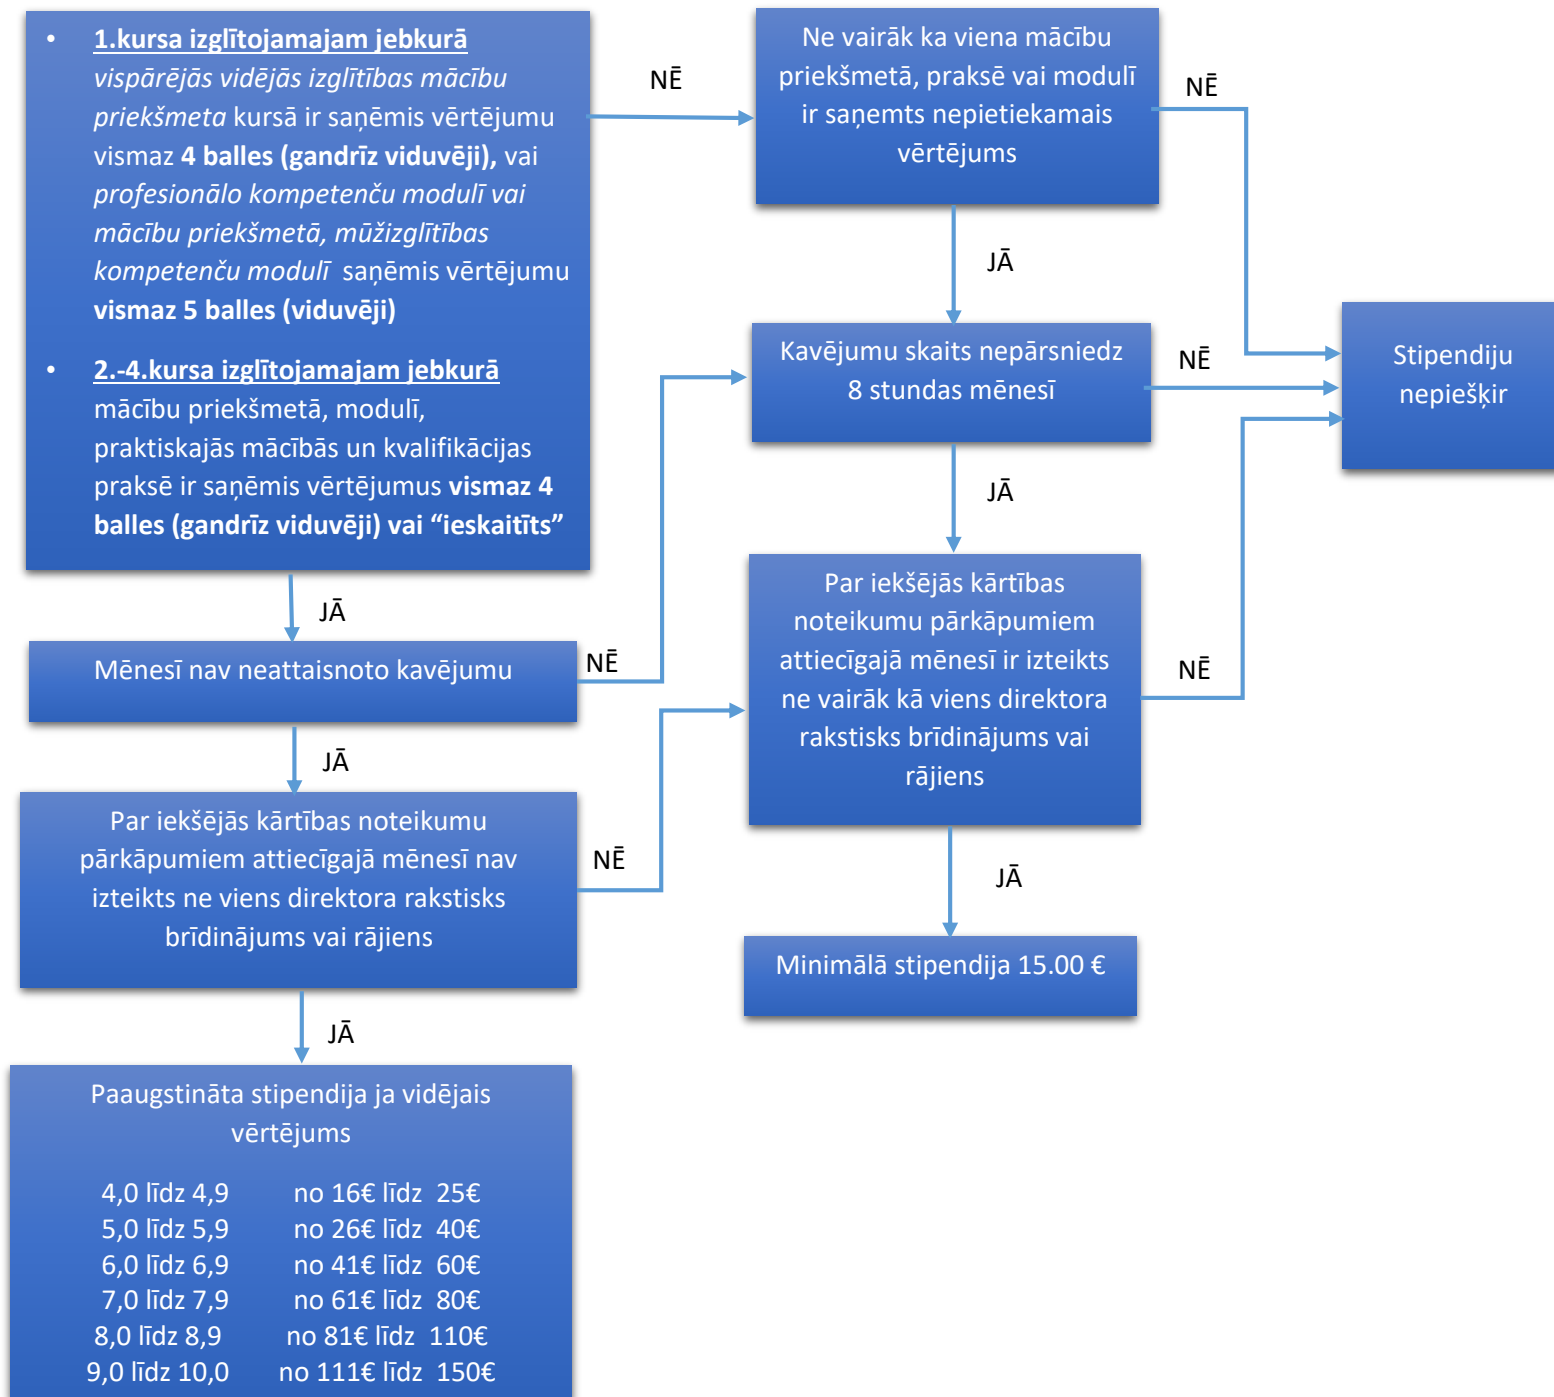 • 1.kursa izglītojamajam jebkurā
vispārējās vidējās izglītības mācību
priekšmeta kursā ir saņēmis vērtējumu
vismaz 4 balles (gandrīz viduvēji), vai
profesionālo kompetenču modulī vai
mācību priekšmetā, mūžizglītības
kompetenču modulī saņēmis vērtējumu
vismaz 5 balles (viduvēji)
• 2.-4.kursa izglītojamajam jebkurā
mācību priekšmetā, modulī,
praktiskajās mācībās un kvalifikācijas
praksē ir saņēmis vērtējumus vismaz 4
balles (gandrīz viduvēji) vai “ieskaitīts”
NĒ
Ne vairāk ka viena mācību
priekšmetā, praksē vai modulī
ir saņemts nepietiekamais
vērtējums
NĒ
JĀ
Kavējumu skaits nepārsniedz
8 stundas mēnesī
NĒ
Stipendiju
nepiešķir
JĀ
JĀ
Mēnesī nav neattaisnoto kavējumu
NĒ
Par iekšējās kārtības
noteikumu pārkāpumiem
attiecīgajā mēnesī ir izteikts
ne vairāk kā viens direktora
rakstisks brīdinājums vai
rājiens
NĒ
JĀ
Par iekšējās kārtības noteikumu
pārkāpumiem attiecīgajā mēnesī nav
izteikts ne viens direktora rakstisks
brīdinājums vai rājiens
NĒ
JĀ
Minimālā stipendija 15.00 €
JĀ
Paaugstināta stipendija ja vidējais
vērtējums
4,0 līdz 4,9 no 16€ līdz 25€
5,0 līdz 5,9 no 26€ līdz 40€
6,0 līdz 6,9 no 41€ līdz 60€
7,0 līdz 7,9 no 61€ līdz 80€
8,0 līdz 8,9 no 81€ līdz 110€
9,0 līdz 10,0 no 111€ līdz 150€